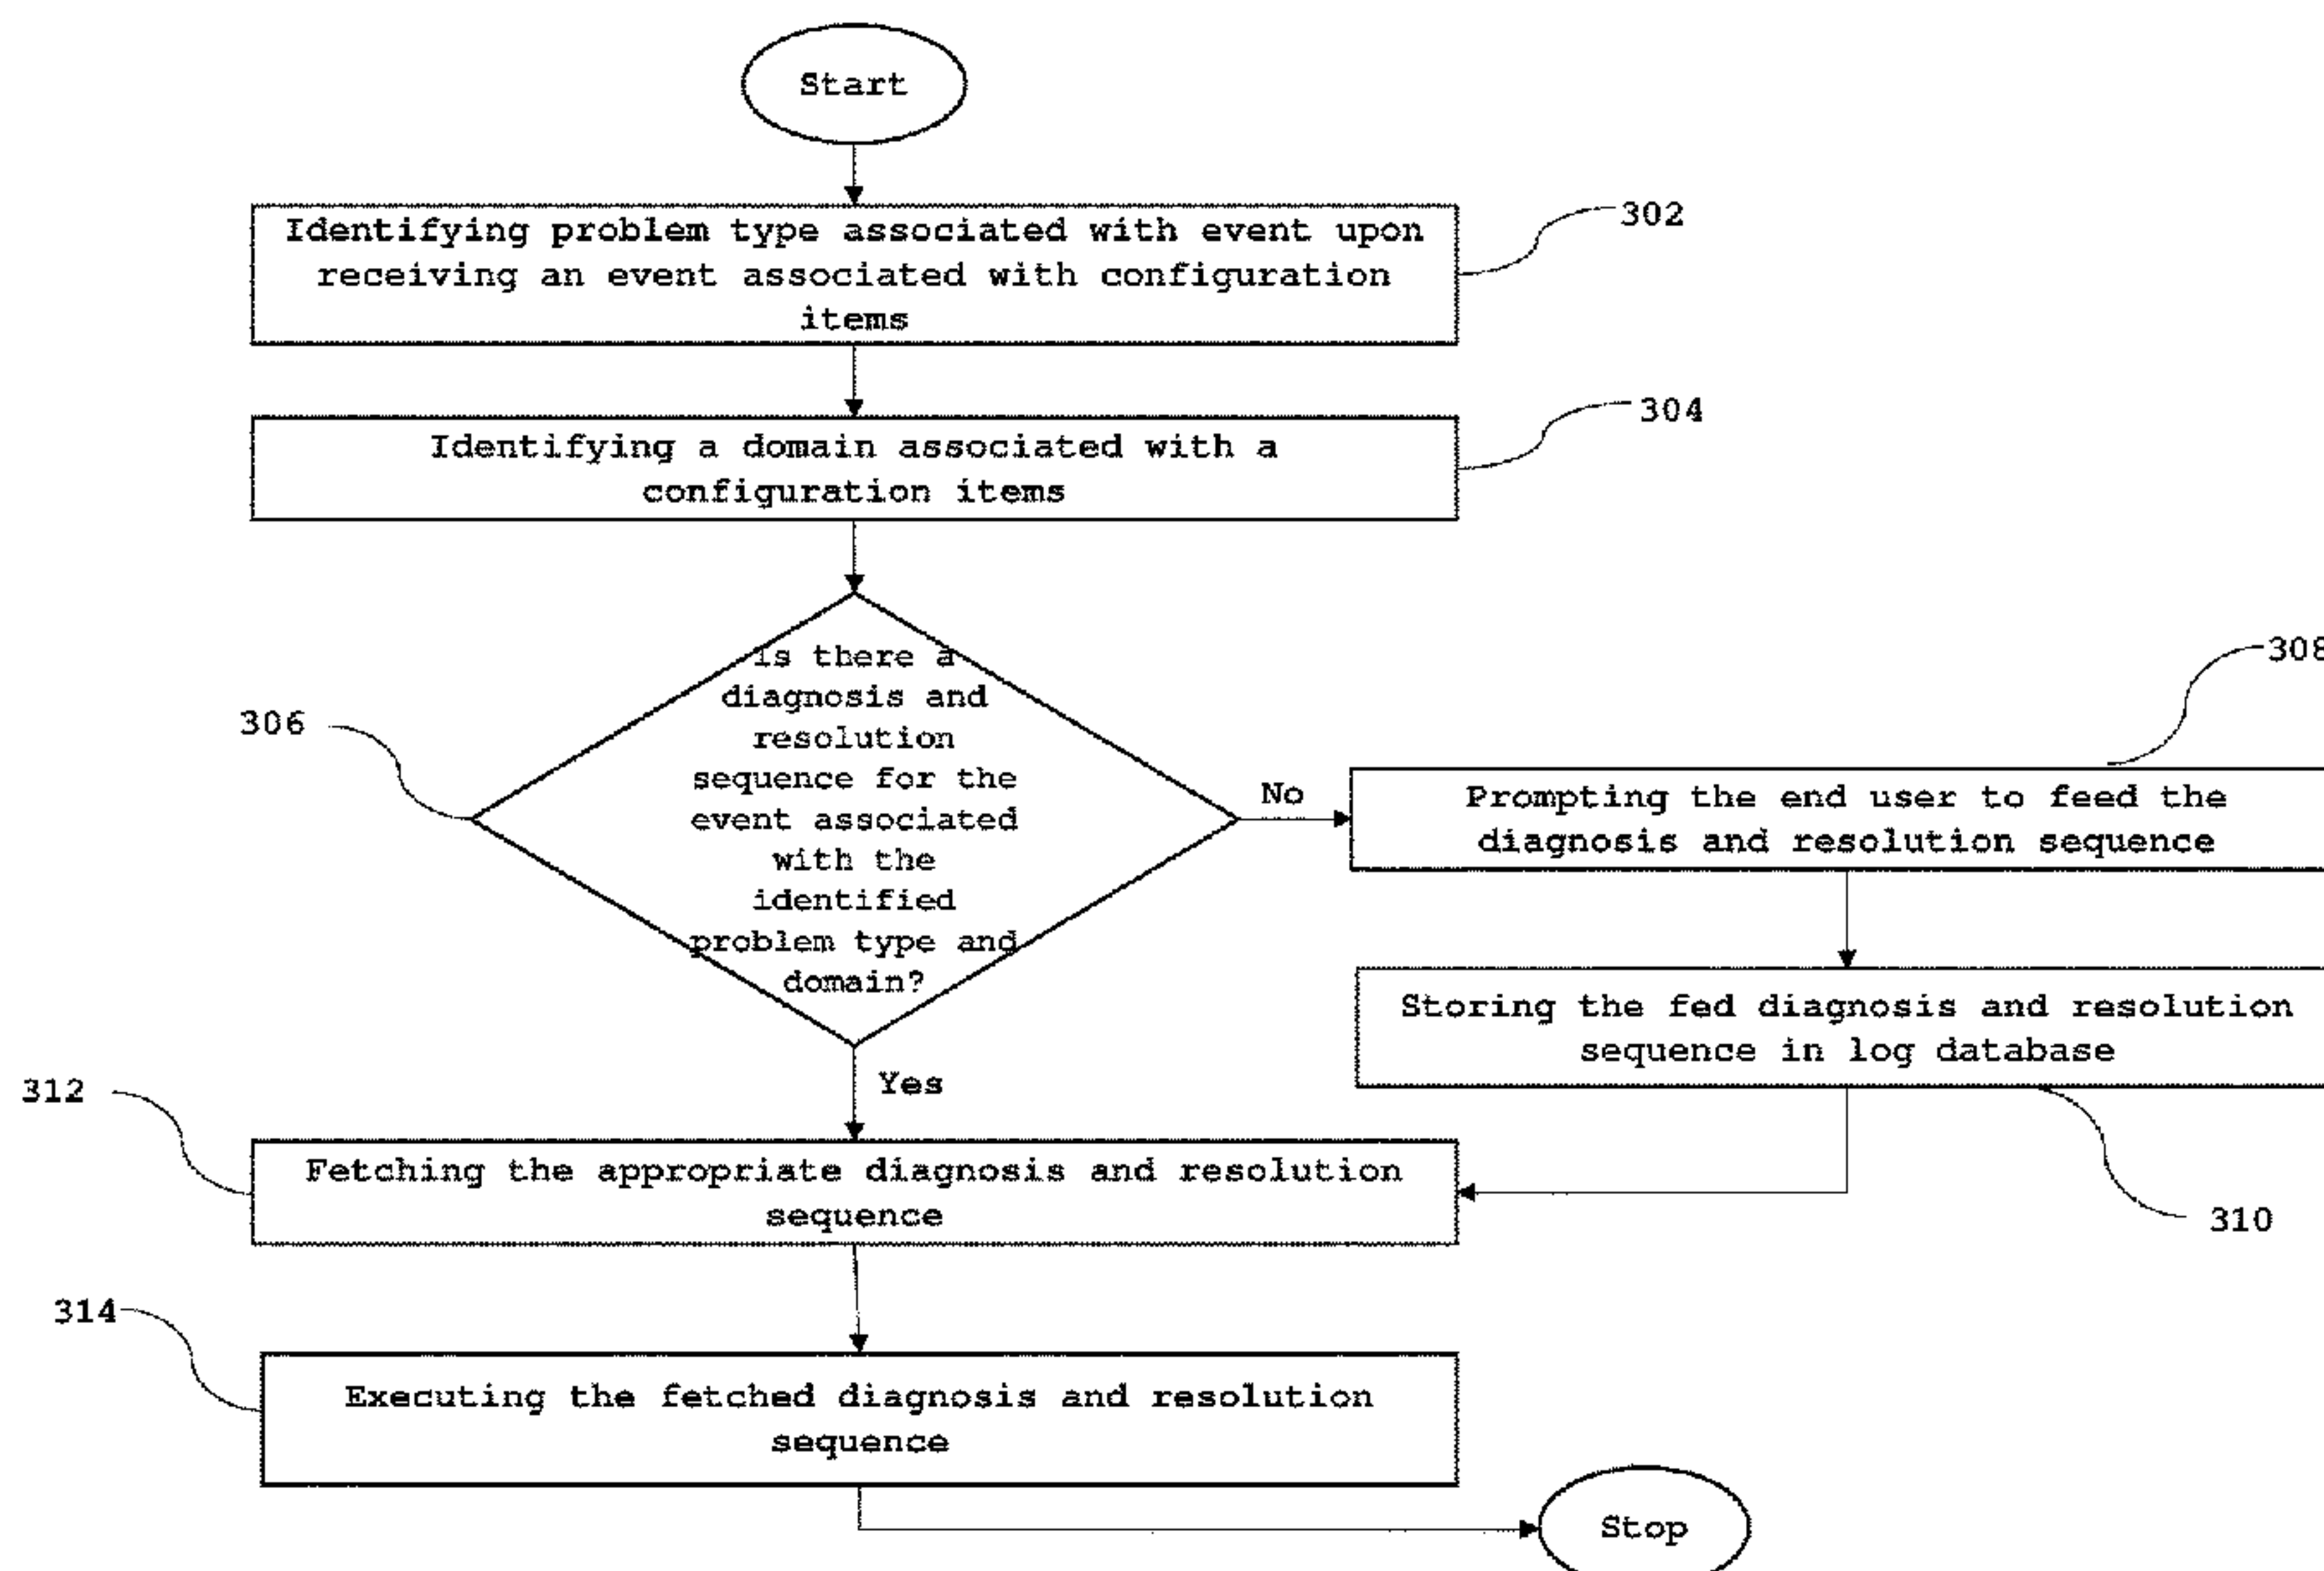 Start
Identifying problem type associated with event upon
receiving an event associated with configuration
items
302
Identifying a domain associated with a
configuration items
304
is there a
diagnosis and
resolution
sequence for the
event associated
with the
identified
problem type and
domain?
306
No
308
Prompting the end user to feed the
diagnosis and resolution sequence
Storing the fed diagnosis and resolution
sequence in log database
310
Yes
312
Fetching the appropriate diagnosis and resolution
sequence
314
Executing the fetched diagnosis and resolution
sequence
Stop